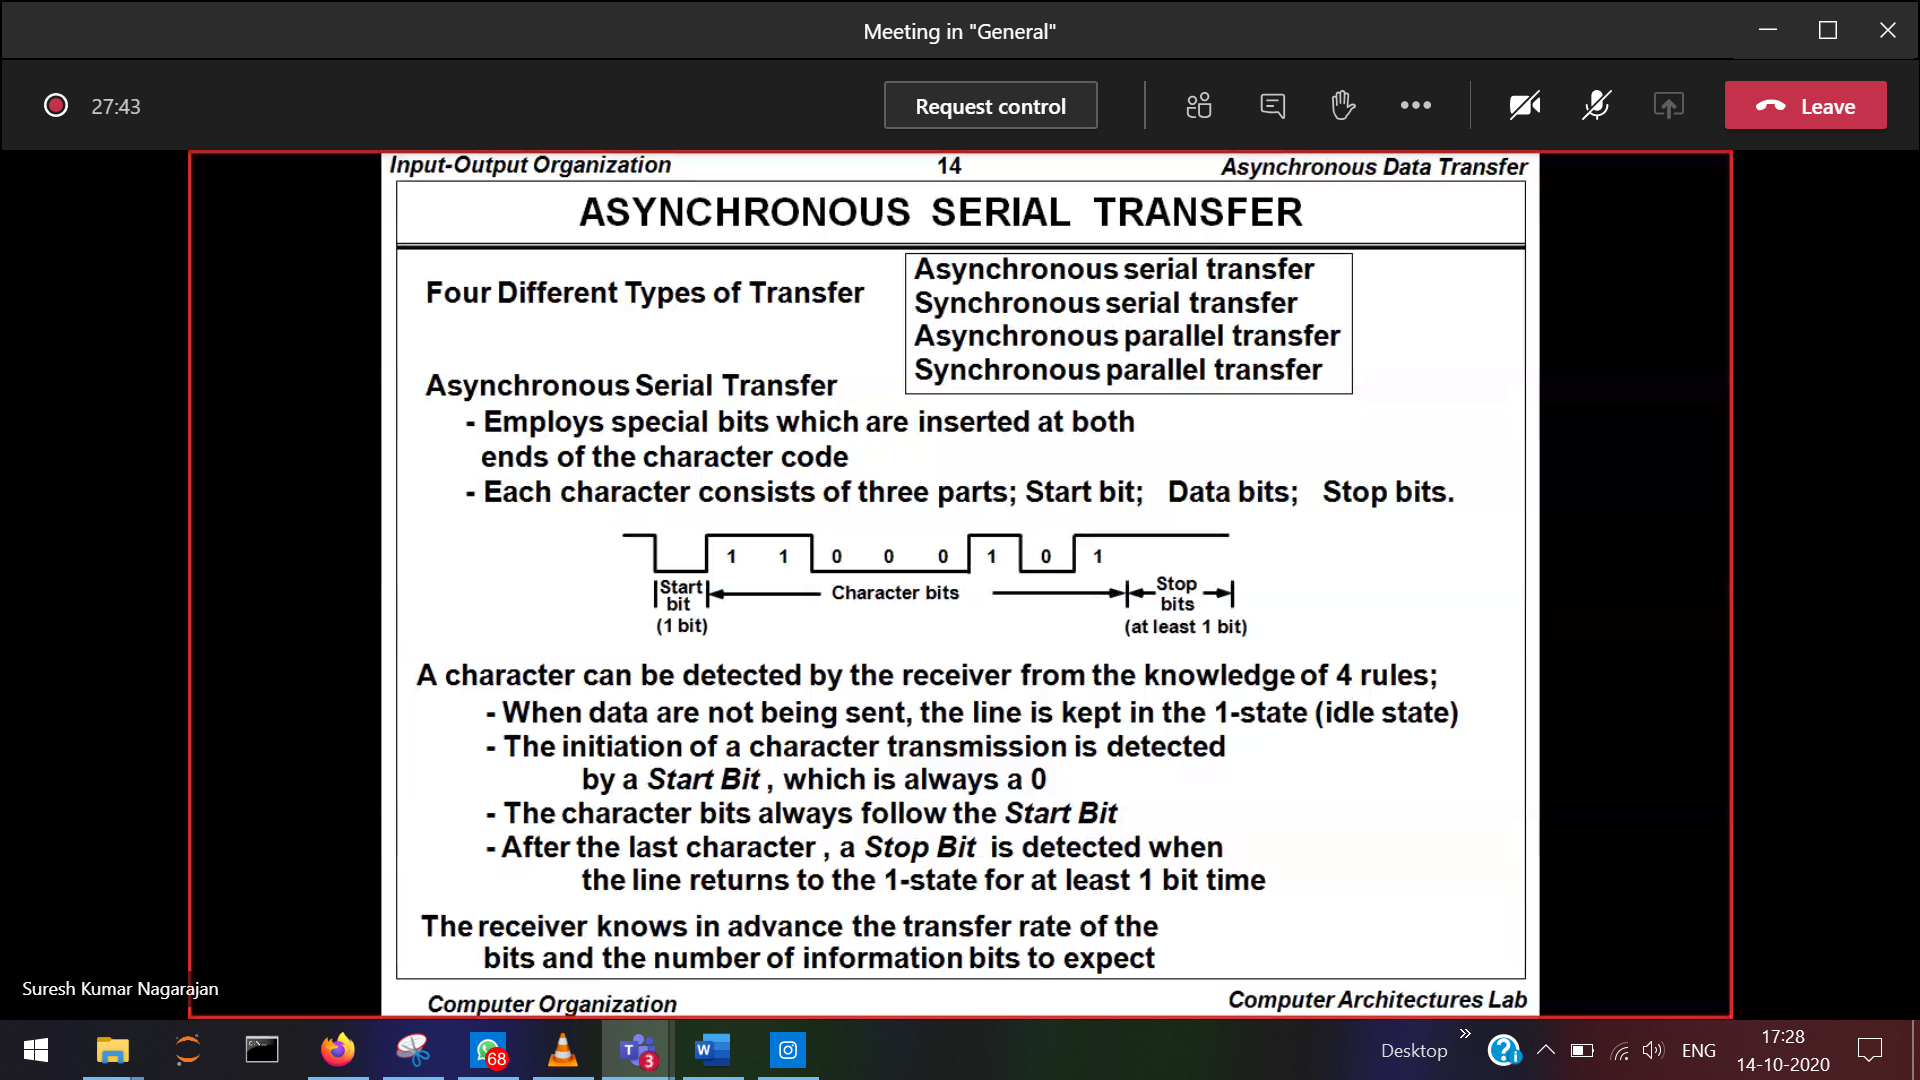 Meeting in "General"
27:43
Request control
Leave
Input-Output Organization 14 Asynchronous Data Transfer
ASYNCHRONOUS SERIAL TRANSFER
Four Different Types of Transfer
Asynchronous serial transfer
Synchronous serial transfer
Asynchronous parallel transfer
Synchronous parallel transfer
Asynchronous Serial Transfer
- Employs special bits which are inserted at both
ends of the character code
- Each character consists of three parts; Start bit; Data bits; Stop bits.
1 1 0 0 0 1 0 1
Start
bit
(1 bit)
Character bits
Stop
bits
(at least 1 bit)
A character can be detected by the receiver from the knowledge of 4 rules;
- When data are not being sent, the line is kept in the 1-state (idle state)
- The initiation of a character transmission is detected
by a Start Bit , which is always a 0
- The character bits always follow the Start Bit
- After the last character , a Stop Bit is detected when
the line returns to the 1-state for at least 1 bit time
The receiver knows in advance the transfer rate of the
bits and the number of information bits to expect
Suresh Kumar Nagarajan
Computer Organization Computer Architectures Lab
68
T
3
W
Desktop
»
?
i
ENG
17:28
14-10-2020